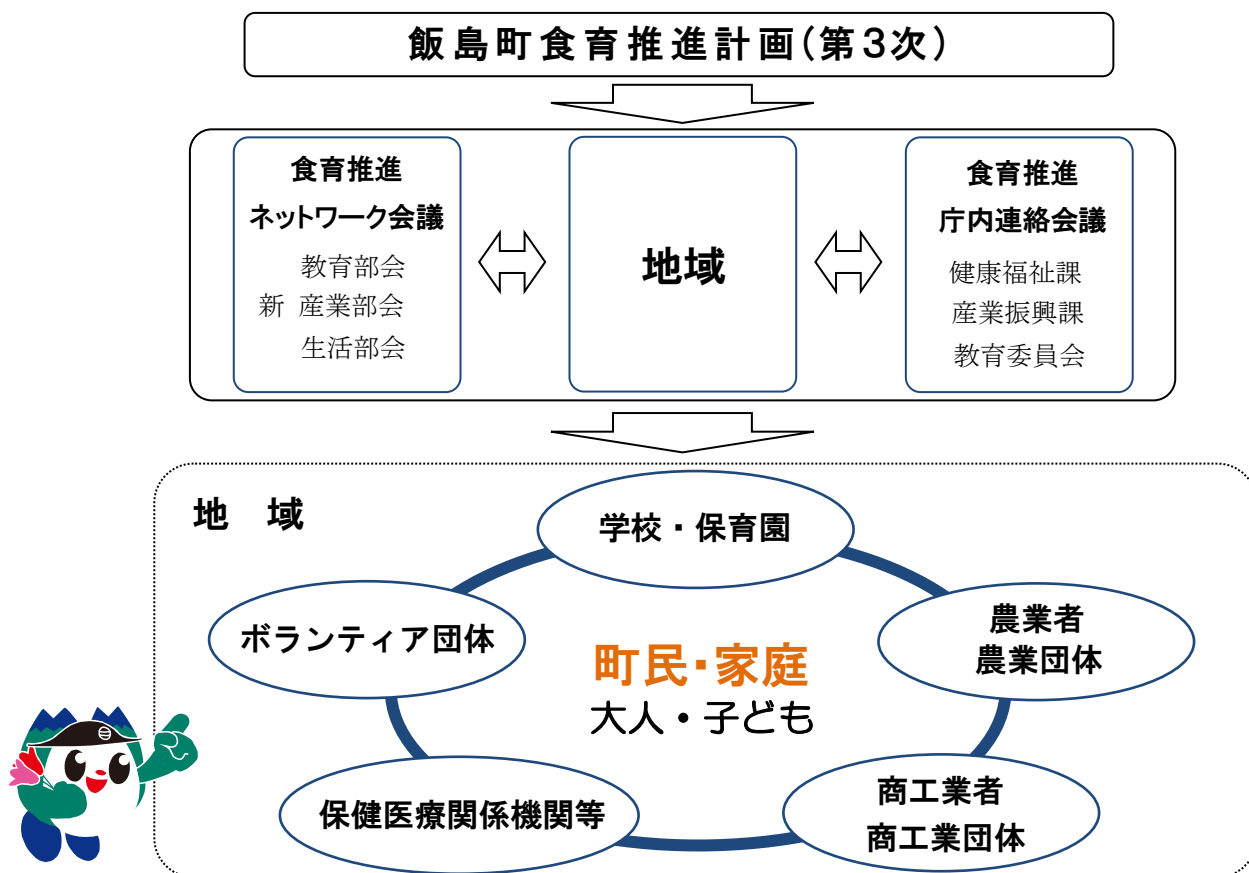 飯島町食育推進計画(第3次)
食育推進
ネットワーク会議
教育部会
新 産業部会
生活部会
地域
食育推進
庁内連絡会議
健康福祉課
産業振興課
教育委員会
地 域
学校・保育園
ボランティア団体
農業者
農業団体
町民・家庭
大人・子ども
保健医療関係機関等
商工業者
商工業団体